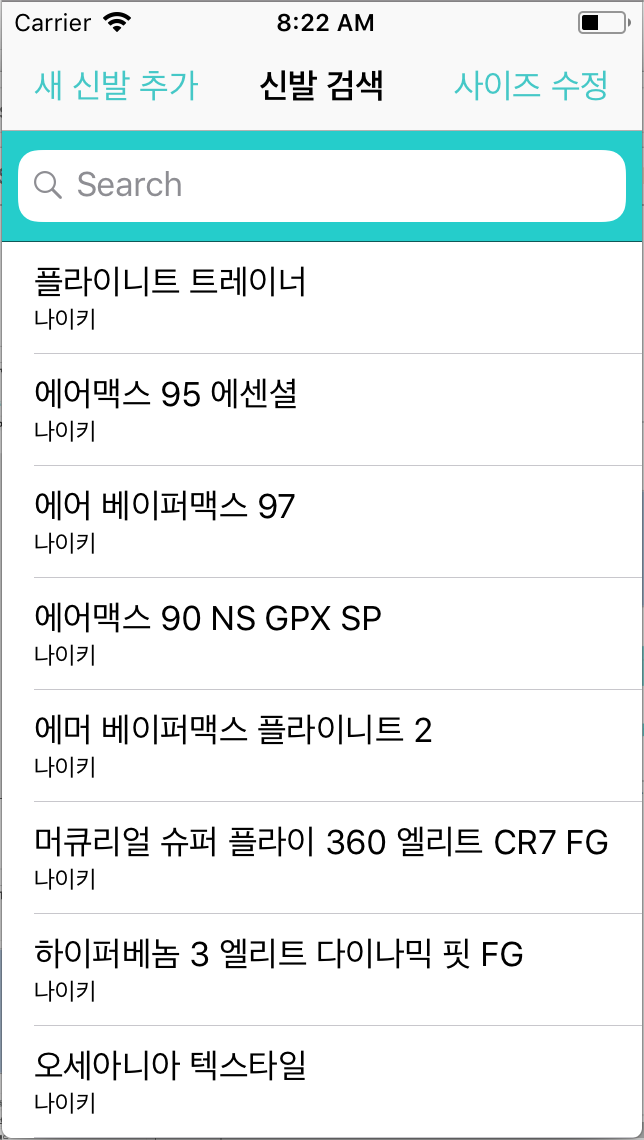 Carrier 8:22 AM
새 신발 추가 신발 검색 사이즈 수정
Search
플라이니트 트레이너
나이키
에어맥스 95 에센셜
나이키
에어 베이퍼맥스 97
나이키
에어맥스 90 NS GPX SP
나이키
에머 베이퍼맥스 플라이니트 2
나이키
머큐리얼 슈퍼 플라이 360 엘리트 CR7 FG
나이키
하이퍼베놈 3 엘리트 다이나믹 핏 FG
나이키
오세아니아 텍스타일
나이키